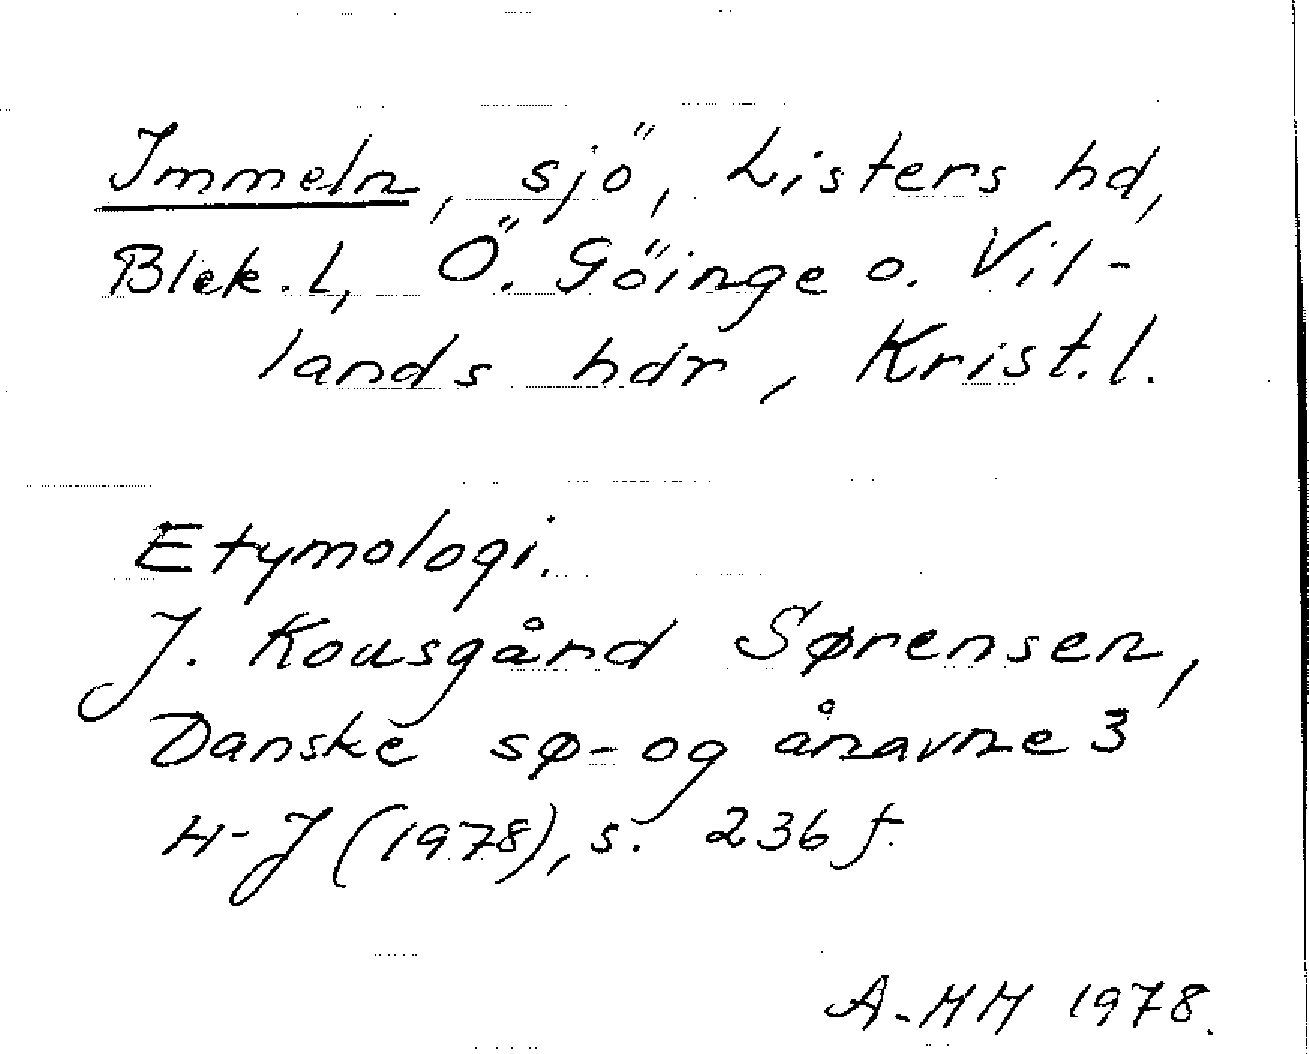 Immeln, sjö, Listers hd,
Blek. l, Ö. Göinge o. Vil-
lands hdr, Krist. l.
Etymologi.
J. Kousgård Sørensen,
Danske sø- og ånavne 3
H-J (1978), s. 236 f.
A-MH 1978.